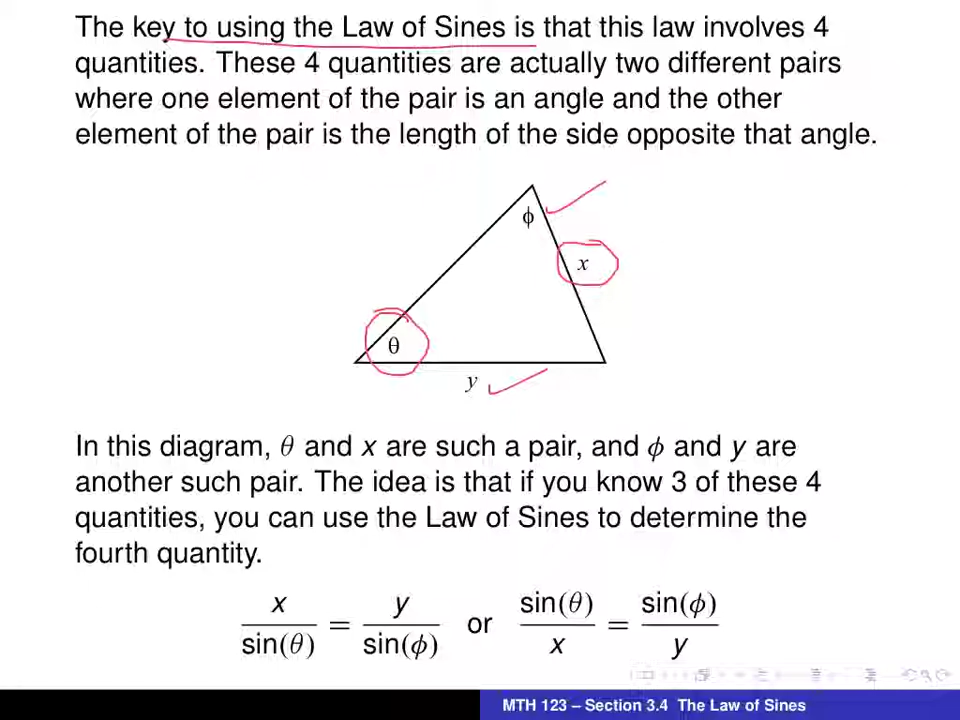 The key to using the Law of Sines is that this law involves 4
quantities. These 4 quantities are actually two different pairs
where one element of the pair is an angle and the other
element of the pair is the length of the side opposite that angle.
ϕ
x
θ
y
In this diagram, θ and x are such a pair, and ϕ and y are
another such pair. The idea is that if you know 3 of these 4
quantities, you can use the Law of Sines to determine the
fourth quantity.
x/sin(θ) = y/sin(ϕ) or sin(θ)/x = sin(ϕ)/y
MTH 123 – Section 3.4 The Law of Sines